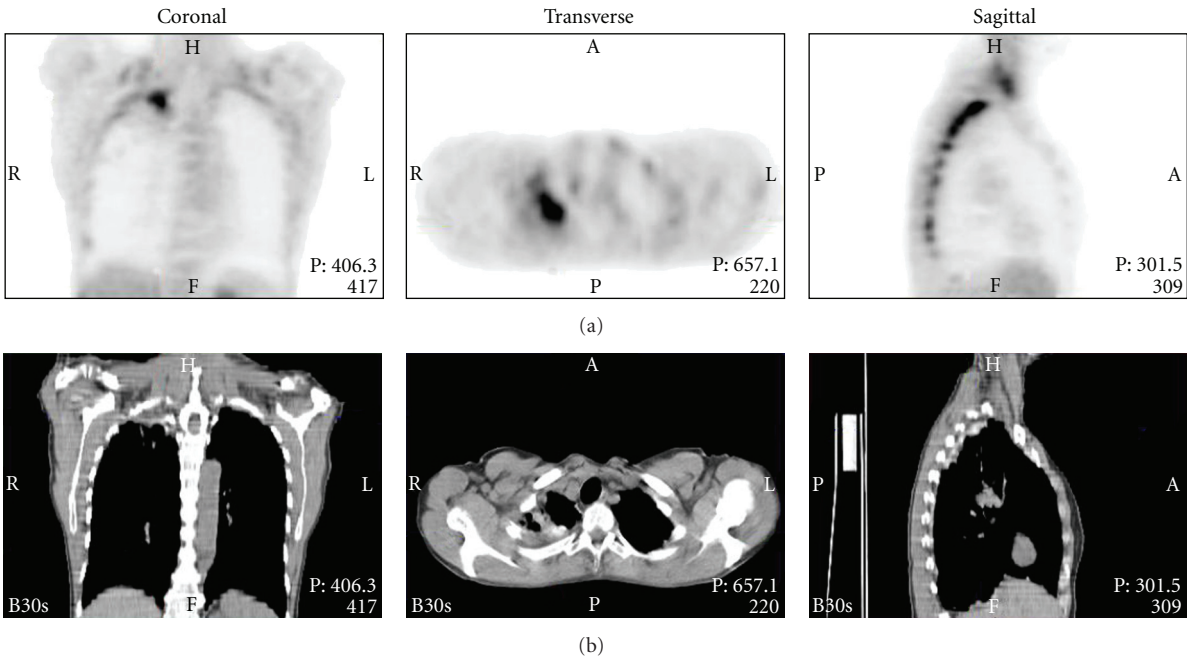 Coronal
Transverse
Sagittal
H
R
L
F
P: 406.3
417
A
R
L
P
P: 657.1
220
H
P
A
F
P: 301.5
309
(a)
H
R
L
F
B30s
P: 406.3
417
A
R
L
P
B30s
P: 657.1
220
H
P
A
F
B30s
P: 301.5
309
(b)